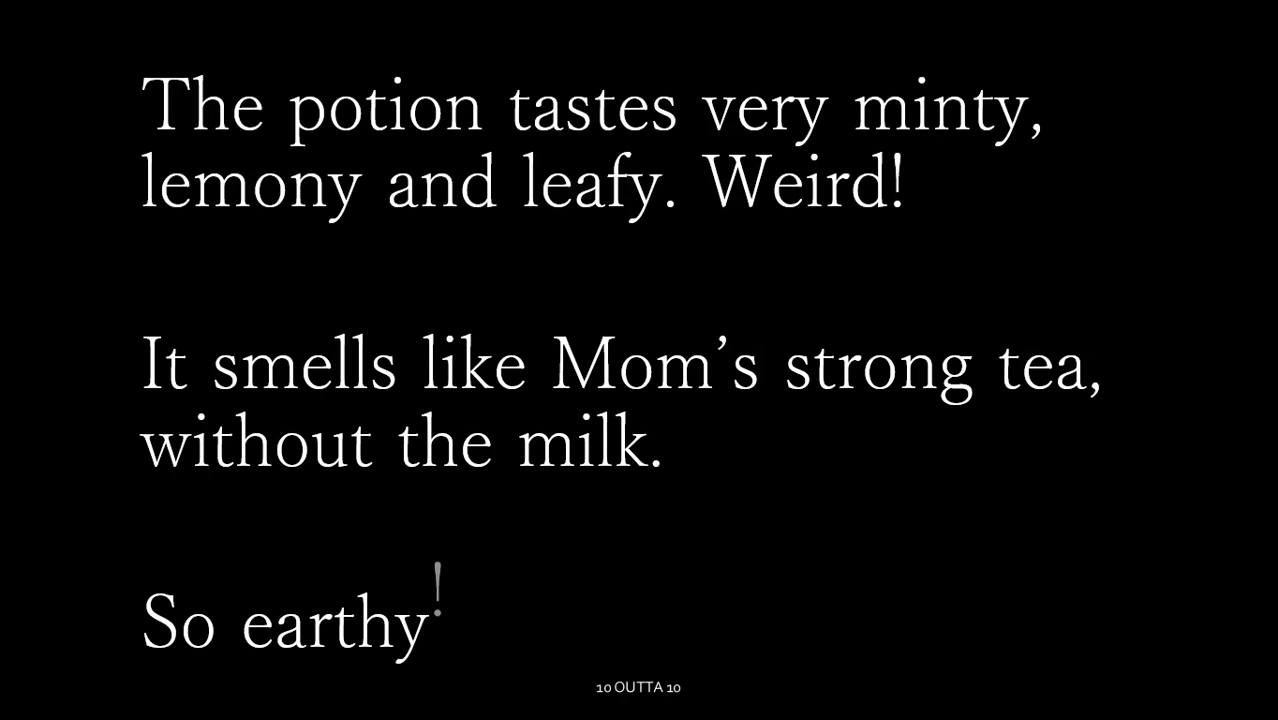 The potion tastes very minty,
lemony and leafy. Weird!
It smells like Mom’s strong tea,
without the milk.
So earthy!
10 OUTTA 10